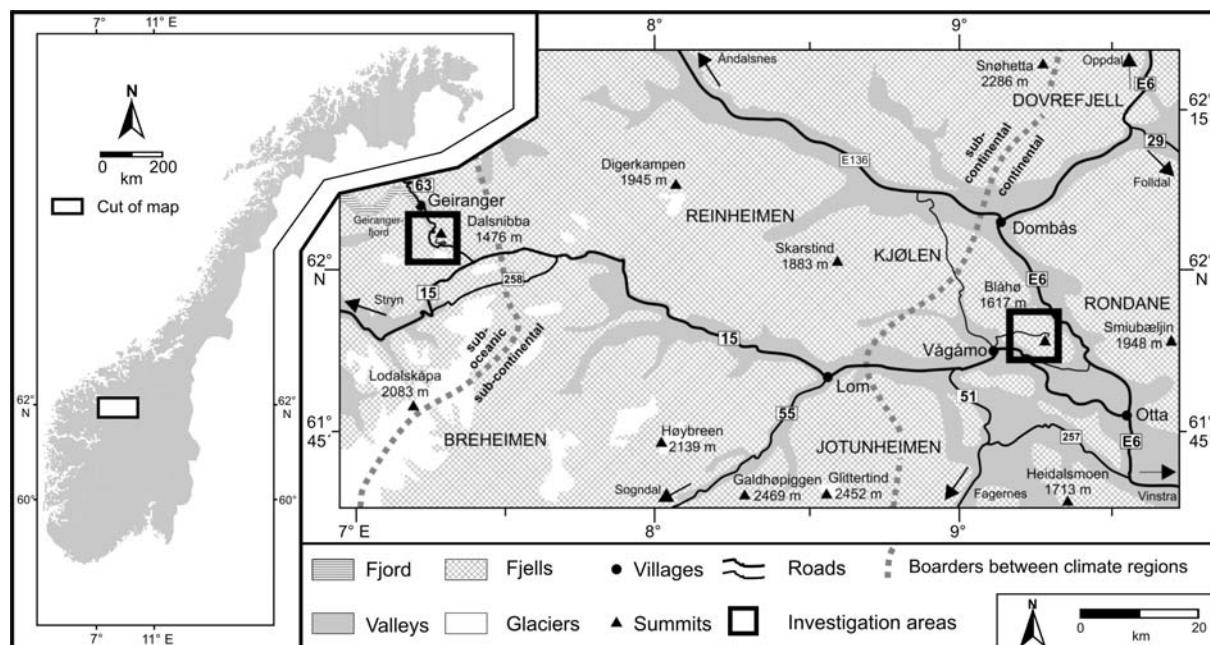 7°
11° E
N
0
200
km
Cut of map
62°
N
62°
N
60°
60°
7°
11° E
8°
9°
Åndalsnes
Snøhetta
2286 m
Oppdal
E6
DOVREFJELL
62°
15'
sub-
continental
continental
29
Folldal
E136
Digerkampen
1945 m
63
Geiranger
Geiranger-
fjord
Dalsnibba
1476 m
REINHEIMEN
Dombås
Skarstind
1883 m
KJØLEN
62°
N
62°
N
258
15
Stryn
E6
Blåhø
1617 m
RONDANE
Smiubæljin
1948 m
sub-
oceanic
sub-continental
15
Vågåmo
Lodalskåpa
2083 m
Lom
51
Otta
55
61°
45'
61°
45'
BREHEIMEN
Høybreen
2139 m
JOTUNHEIMEN
257
E6
Sogndal
Galdhøpiggen
2469 m
Glittertind
2452 m
Fagernes
Heidalsmoen
1713 m
Vinstra
7° E
8°
9°
Fjord
Fjells
Villages
Roads
Boarders between climate regions
Valleys
Glaciers
Summits
Investigation areas
N
0
20
km